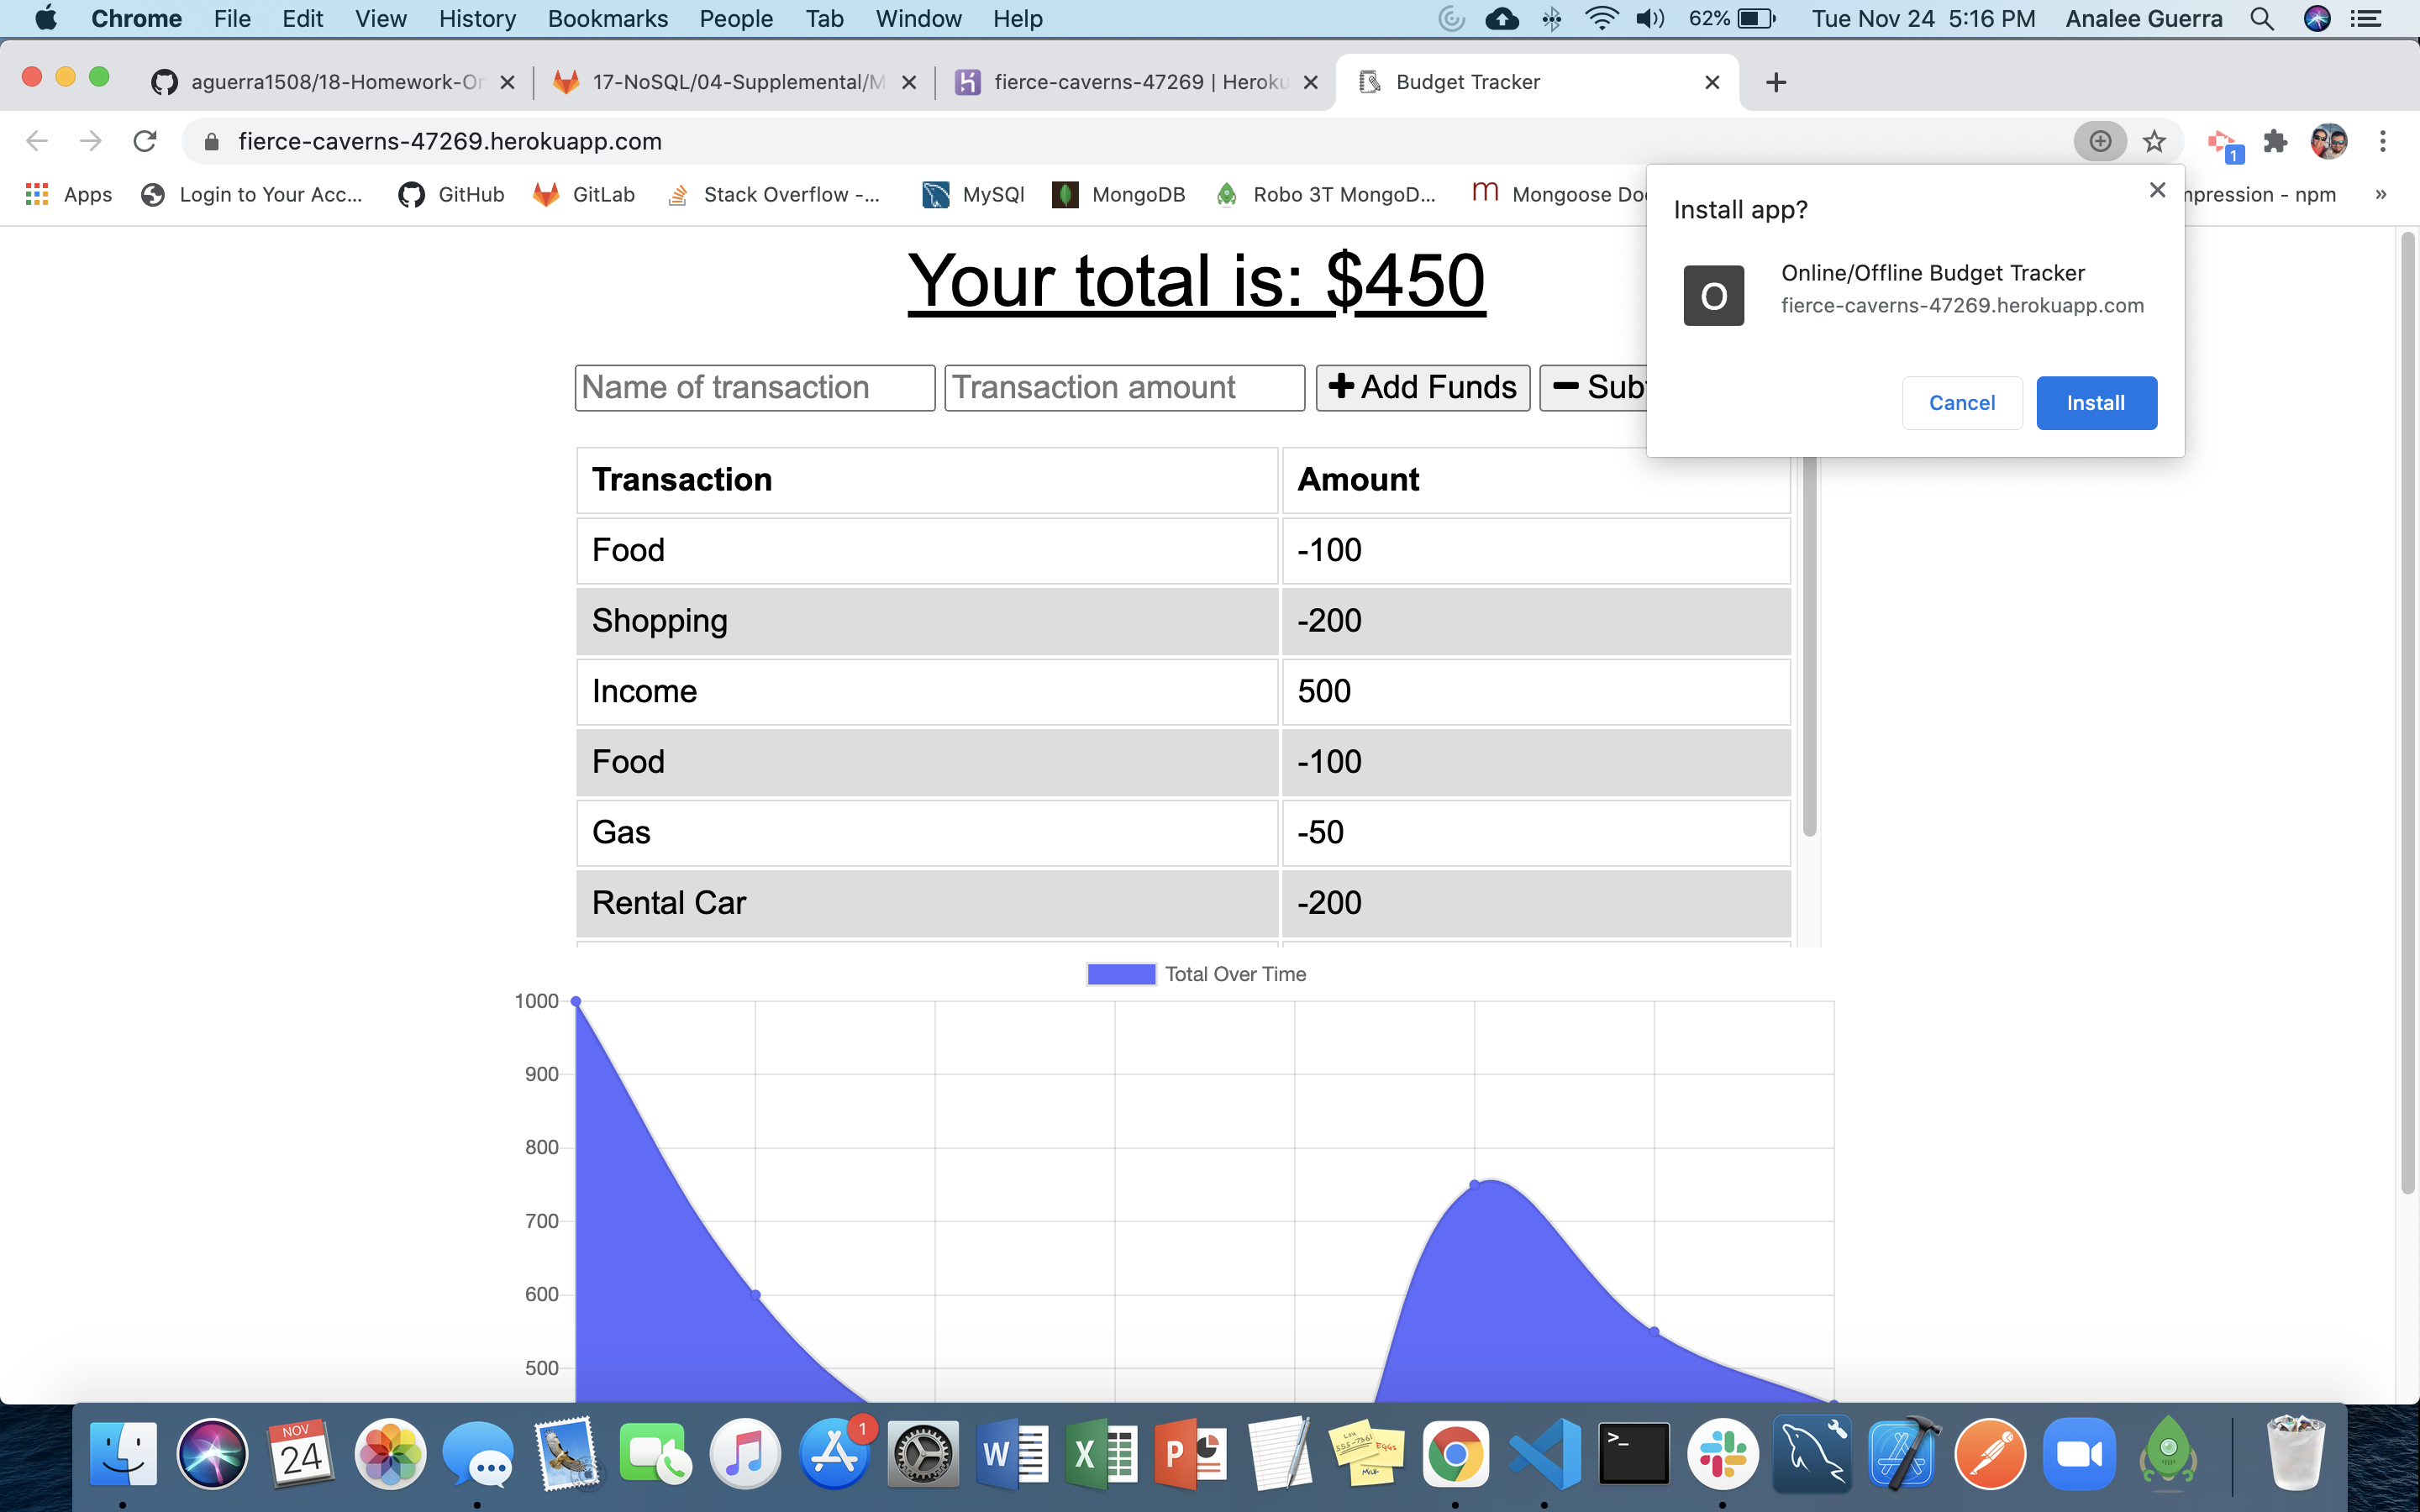 Chrome File Edit View History Bookmarks People Tab Window Help 62% Tue Nov 24 5:16 PM Analee Guerra
aguerra1508/18-Homework-On 17-NoSQL/04-Supplemental/M fierce-caverns-47269 | Heroku Budget Tracker
fierce-caverns-47269.herokuapp.com 1
Apps Login to Your Acc... GitHub GitLab Stack Overflow -... MySQl MongoDB Robo 3T MongoD... Mongoose Do mpression - npm »
Install app?
O Online/Offline Budget Tracker
fierce-caverns-47269.herokuapp.com
Cancel Install
Your total is: $450
Name of transaction Transaction amount Add Funds Sub
Transaction Amount
Food -100
Shopping -200
Income 500
Food -100
Gas -50
Rental Car -200
Total Over Time
1000
900
800
700
600
500
NOV
24
1
W X P
>_